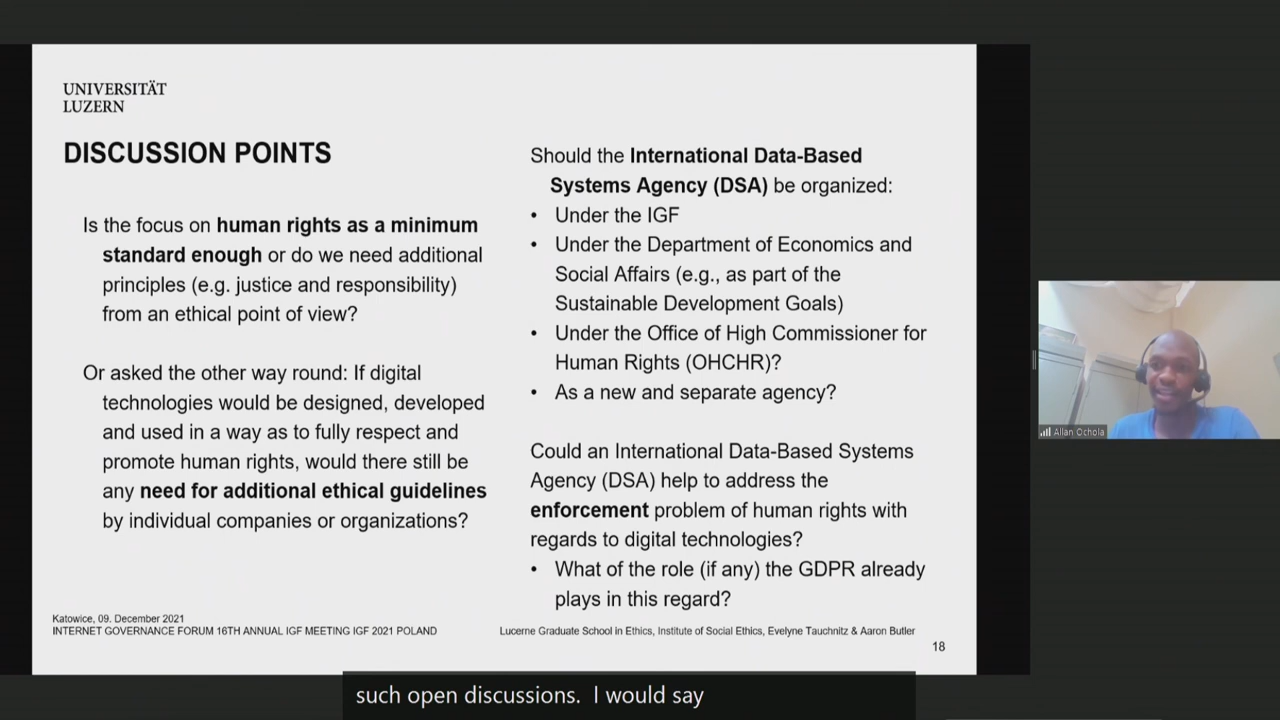 UNIVERSITÄT
LUZERN
DISCUSSION POINTS
Is the focus on human rights as a minimum
standard enough or do we need additional
principles (e.g. justice and responsibility)
from an ethical point of view?
Or asked the other way round: If digital
technologies would be designed, developed
and used in a way as to fully respect and
promote human rights, would there still be
any need for additional ethical guidelines
by individual companies or organizations?
Should the International Data-Based
Systems Agency (DSA) be organized:
• Under the IGF
• Under the Department of Economics and
Social Affairs (e.g., as part of the
Sustainable Development Goals)
• Under the Office of High Commissioner for
Human Rights (OHCHR)?
• As a new and separate agency?
Could an International Data-Based Systems
Agency (DSA) help to address the
enforcement problem of human rights with
regards to digital technologies?
• What of the role (if any) the GDPR already
plays in this regard?
Katowice, 09. December 2021
INTERNET GOVERNANCE FORUM 16TH ANNUAL IGF MEETING IGF 2021 POLAND
Lucerne Graduate School in Ethics, Institute of Social Ethics, Evelyne Tauchnitz & Aaron Butler
18
Allan Ochola
such open discussions.  I would say